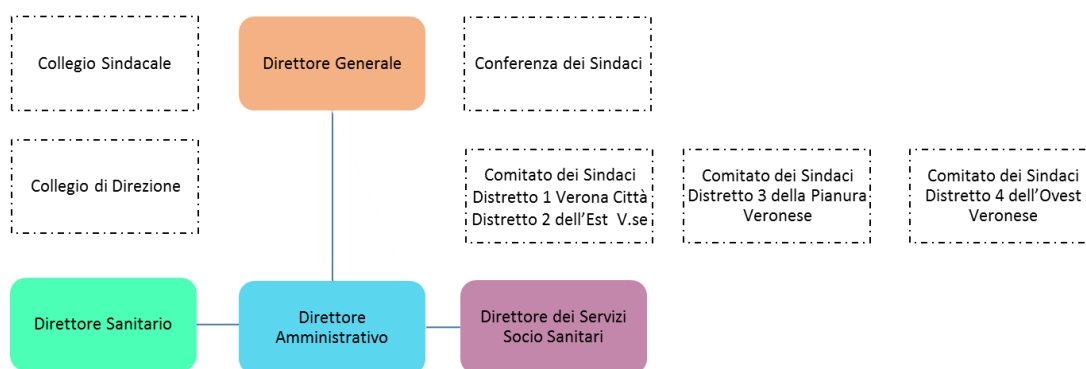 Collegio Sindacale
Direttore Generale
Conferenza dei Sindaci
Collegio di Direzione
Comitato dei Sindaci
Distretto 1 Verona Città
Distretto 2 dell'Est V.se
Comitato dei Sindaci
Distretto 3 della Pianura
Veronese
Comitato dei Sindaci
Distretto 4 dell'Ovest
Veronese
Direttore Sanitario
Direttore
Amministrativo
Direttore dei Servizi
Socio Sanitari